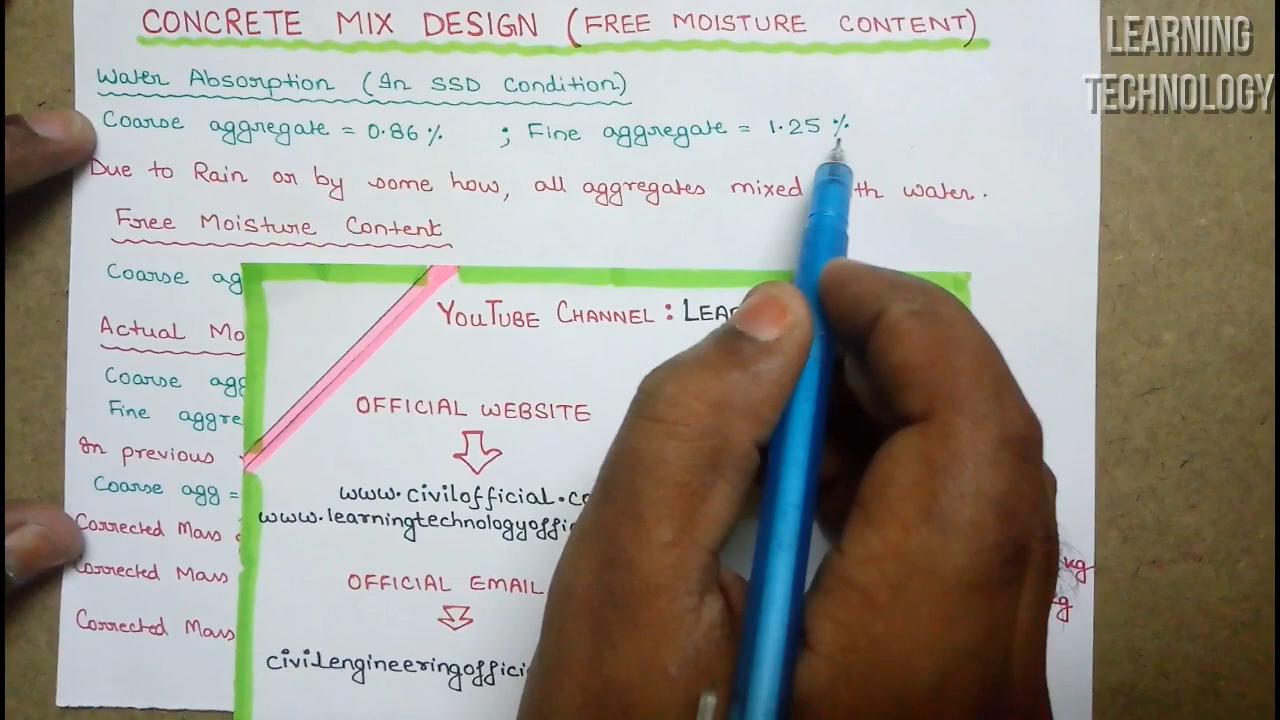 CONCRETE MIX DESIGN (FREE MOISTURE CONTENT)
LEARNING
TECHNOLOGY
Water Absorption (In SSD Condition)
Coarse aggregate = 0.86 % ; Fine aggregate = 1.25 %
Due to Rain or by some how, all aggregates mixed th water.
Free Moisture Content
Coarse ag
Actual Mo
Coarse agg
Fine aggre
In previous
Coarse agg =
Corrected Mass
Corrected Mass
Corrected Mass
YOUTUBE CHANNEL : LEAR
OFFICIAL WEBSITE
www.civilofficial.co
www.learningtechnologyoffic
OFFICIAL EMAIL
civilengineeringoffici
kg
g